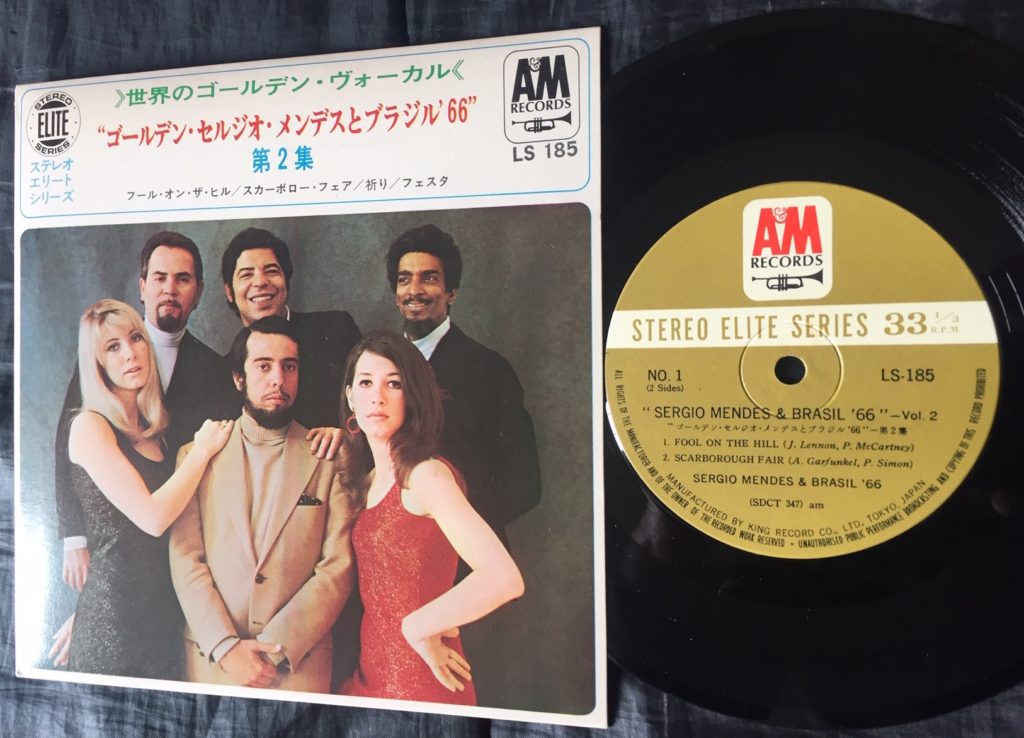 》世界のゴールデン・ヴォーカル《
“ゴールデン・セルジオ・メンデスとブラジル'66”
第2集
フール・オン・ザ・ヒル/スカーボロー・フェア/祈り/フェスタ
STEREO
ELITE
SERIES
ステレオ
エリート
シリーズ
A&M
RECORDS
LS 185
A&M
RECORDS
STEREO ELITE SERIES 33 1/3 R.P.M.
NO. 1
(2 Sides)
LS-185
“SERGIO MENDES & BRASIL '66”—Vol. 2
“ゴールデン・セルジオ・メンデスとブラジル'66”—第2集
1. FOOL ON THE HILL (J. Lennon, P. McCartney)
2. SCARBOROUGH FAIR (A. Garfunkel, P. Simon)
SERGIO MENDES & BRASIL '66
(SDCT 347) am
MANUFACTURED BY KING RECORD CO., LTD. TOKYO, JAPAN
ALL RIGHTS OF THE MANUFACTURER AND OF THE OWNER OF THE RECORDED WORK RESERVED • UNAUTHORISED PUBLIC PERFORMANCE BROADCASTING AND COPYING OF THIS RECORD PROHIBITED